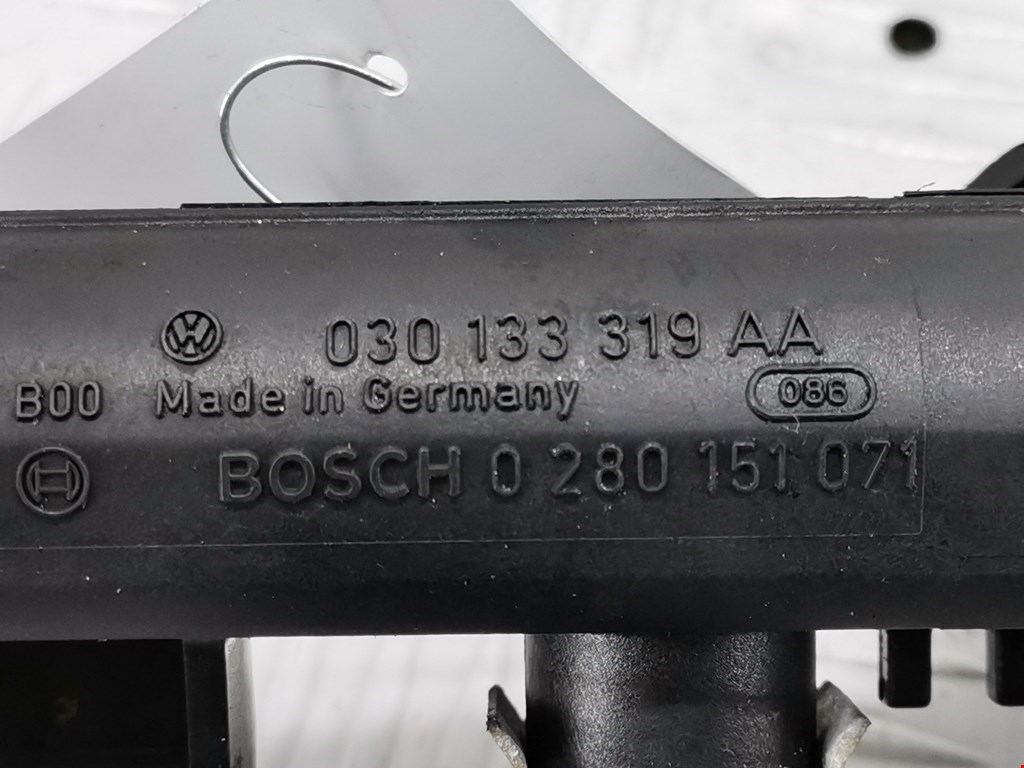 030 133 319 AA
B00 Made in Germany 086
BOSCH 0 280 151 071